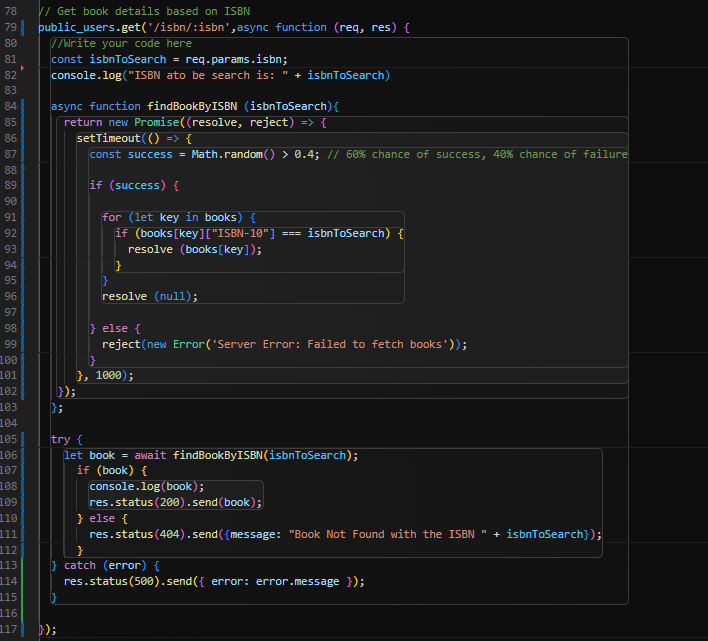 78 // Get book details based on ISBN
79 public_users.get('/isbn/:isbn',async function (req, res) {
80 //Write your code here
81 const isbnToSearch = req.params.isbn;
82 console.log("ISBN ato be search is: " + isbnToSearch)
83
84 async function findBookByISBN (isbnToSearch){
85 return new Promise((resolve, reject) => {
86 setTimeout(() => {
87 const success = Math.random() > 0.4; // 60% chance of success, 40% chance of failure
88
89 if (success) {
90
91 for (let key in books) {
92 if (books[key]["ISBN-10"] === isbnToSearch) {
93 resolve (books[key]);
94 }
95 }
96 resolve (null);
97
98 } else {
99 reject(new Error('Server Error: Failed to fetch books'));
100 }
101 }, 1000);
102 });
103 };
104
105 try {
106 let book = await findBookByISBN(isbnToSearch);
107 if (book) {
108 console.log(book);
109 res.status(200).send(book);
110 } else {
111 res.status(404).send({message: "Book Not Found with the ISBN " + isbnToSearch});
112 }
113 } catch (error) {
114 res.status(500).send({ error: error.message });
115 }
116
117 });